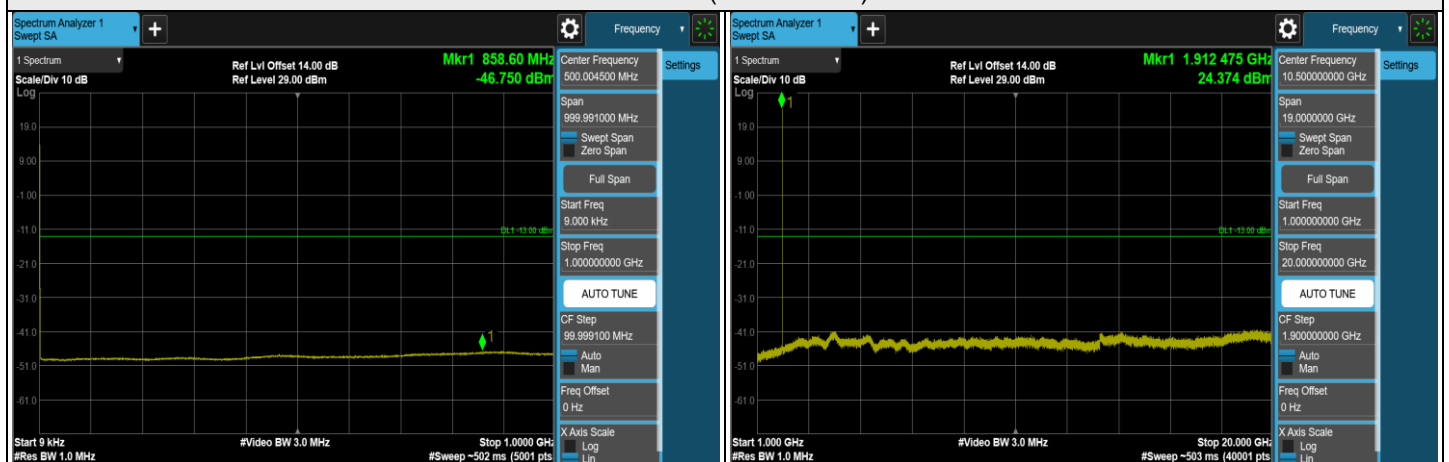 Spectrum Analyzer 1
Swept SA
+
Frequency
1 Spectrum
Scale/Div 10 dB
Log
Ref Lvl Offset 14.00 dB
Ref Level 29.00 dBm
Mkr1 858.60 MHz
-46.750 dBm
19.0
9.00
-1.00
-11.0
-21.0
-31.0
-41.0
-51.0
-61.0
DL1 -13.00 dBm
1
Start 9 kHz
#Res BW 1.0 MHz
#Video BW 3.0 MHz
Stop 1.0000 GHz
#Sweep ~502 ms (5001 pts
Center Frequency
500.004500 MHz
Span
999.991000 MHz
Swept Span
Zero Span
Full Span
Start Freq
9.000 kHz
Stop Freq
1.000000000 GHz
AUTO TUNE
CF Step
99.999100 MHz
Auto
Man
Freq Offset
0 Hz
X Axis Scale
Log
Lin
Settings
Spectrum Analyzer 1
Swept SA
+
Frequency
1 Spectrum
Scale/Div 10 dB
Log
Ref Lvl Offset 14.00 dB
Ref Level 29.00 dBm
Mkr1 1.912 475 GHz
24.374 dBm
1
19.0
9.00
-1.00
-11.0
-21.0
-31.0
-41.0
-51.0
-61.0
DL1 -13.00 dBm
Start 1.000 GHz
#Res BW 1.0 MHz
#Video BW 3.0 MHz
Stop 20.000 GHz
#Sweep ~503 ms (40001 pts
Center Frequency
10.500000000 GHz
Span
19.0000000 GHz
Swept Span
Zero Span
Full Span
Start Freq
1.000000000 GHz
Stop Freq
20.000000000 GHz
AUTO TUNE
CF Step
1.900000000 GHz
Auto
Man
Freq Offset
0 Hz
X Axis Scale
Log
Lin
Settings